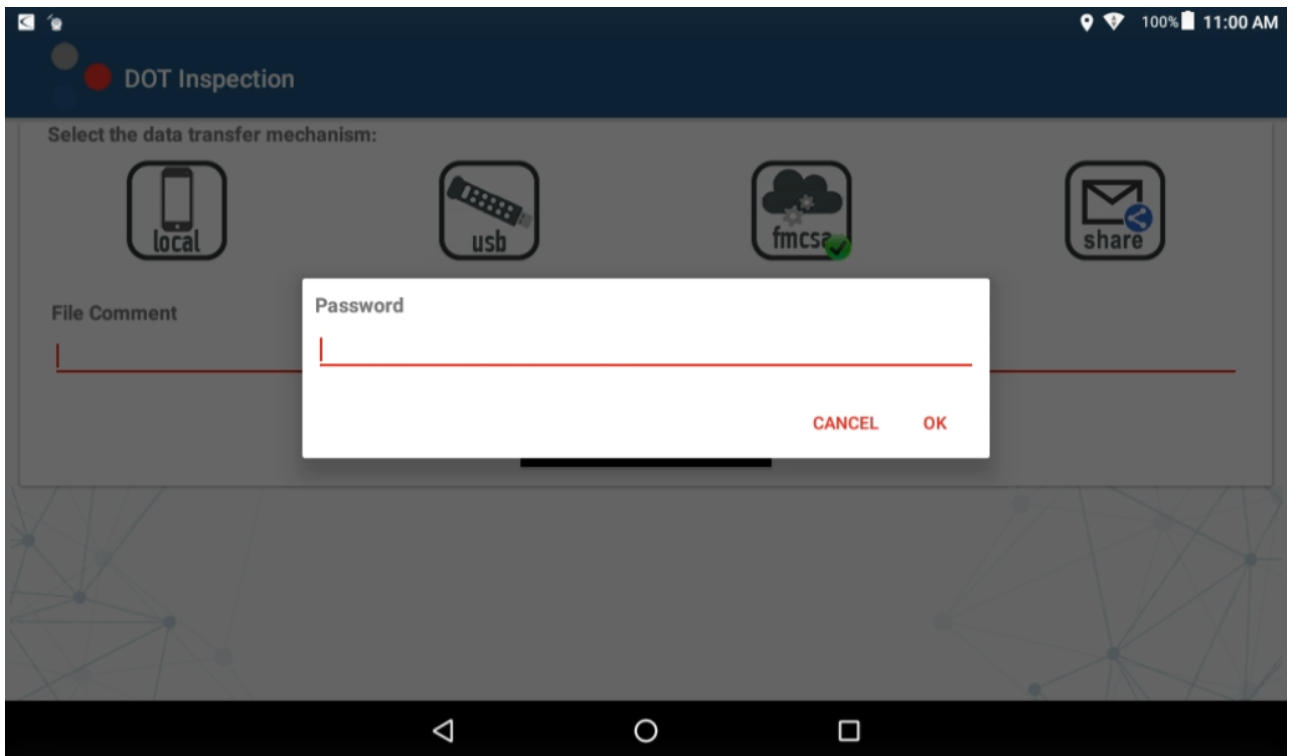 100% 11:00 AM
DOT Inspection
Select the data transfer mechanism:
local usb fmcsa share
File Comment
Password
CANCEL OK